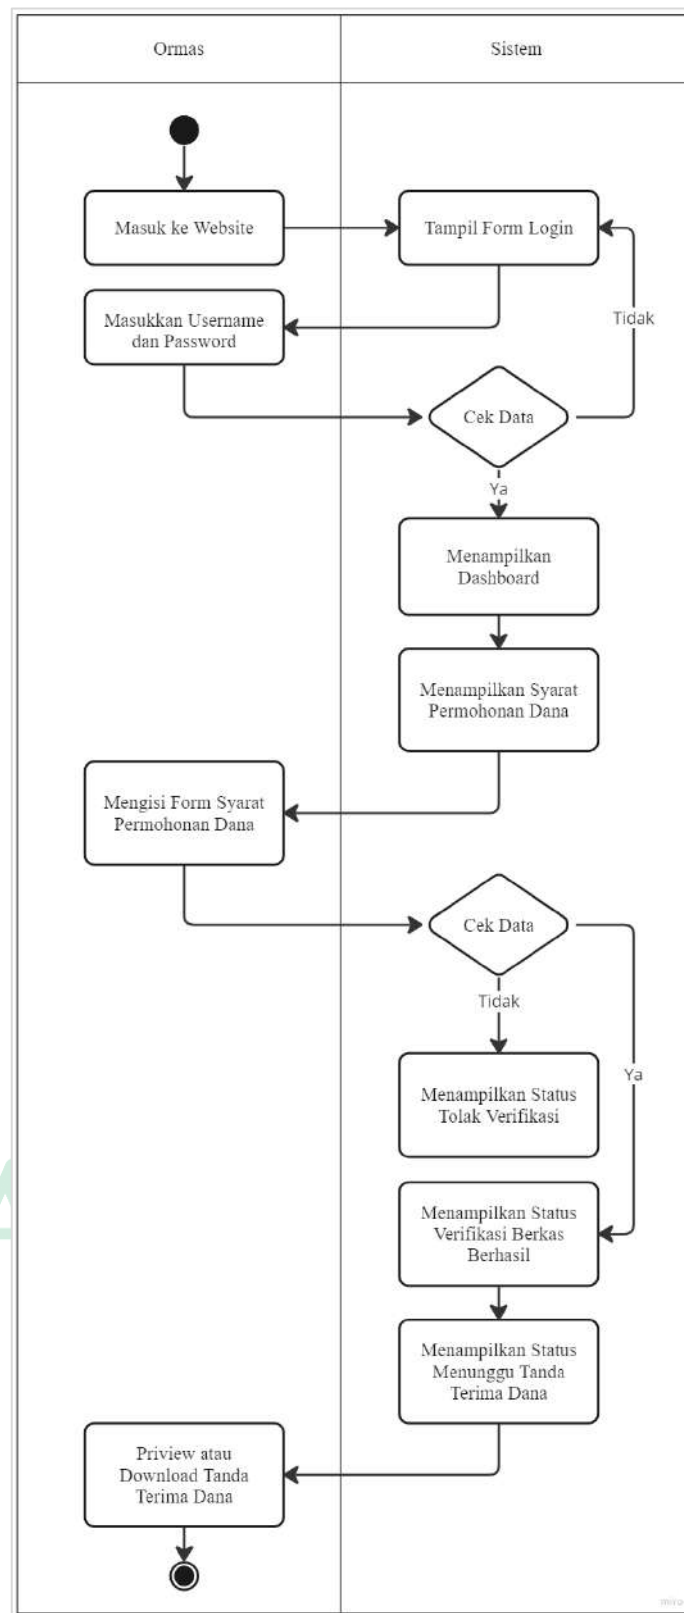 Ormas
Sistem
Masuk ke Website
Tampil Form Login
Masukkan Username
dan Password
Tidak
Cek Data
Ya
Menampilkan
Dashboard
Menampilkan Syarat
Permohonan Dana
Mengisi Form Syarat
Permohonan Dana
Cek Data
Tidak
Ya
Menampilkan Status
Tolak Verifikasi
Menampilkan Status
Verifikasi Berkas
Berhasil
Menampilkan Status
Menunggu Tanda
Terima Dana
Priview atau
Download Tanda
Terima Dana
miro